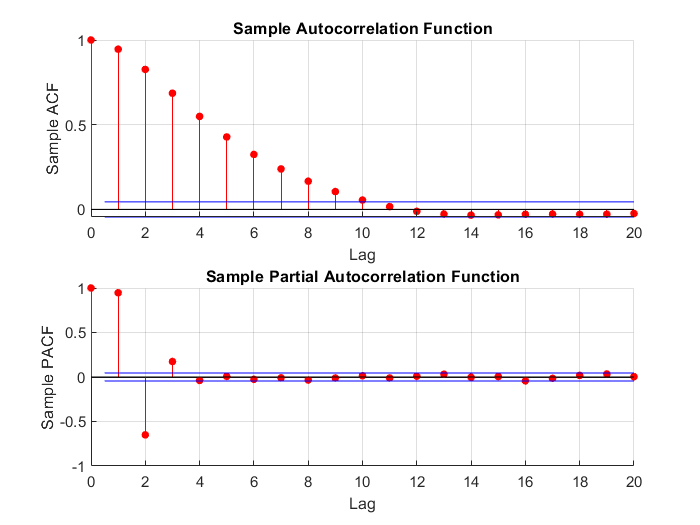 Sample Autocorrelation Function
1
0.5
0
Sample ACF
0 2 4 6 8 10 12 14 16 18 20
Lag
Sample Partial Autocorrelation Function
1
0.5
0
-0.5
-1
Sample PACF
0 2 4 6 8 10 12 14 16 18 20
Lag